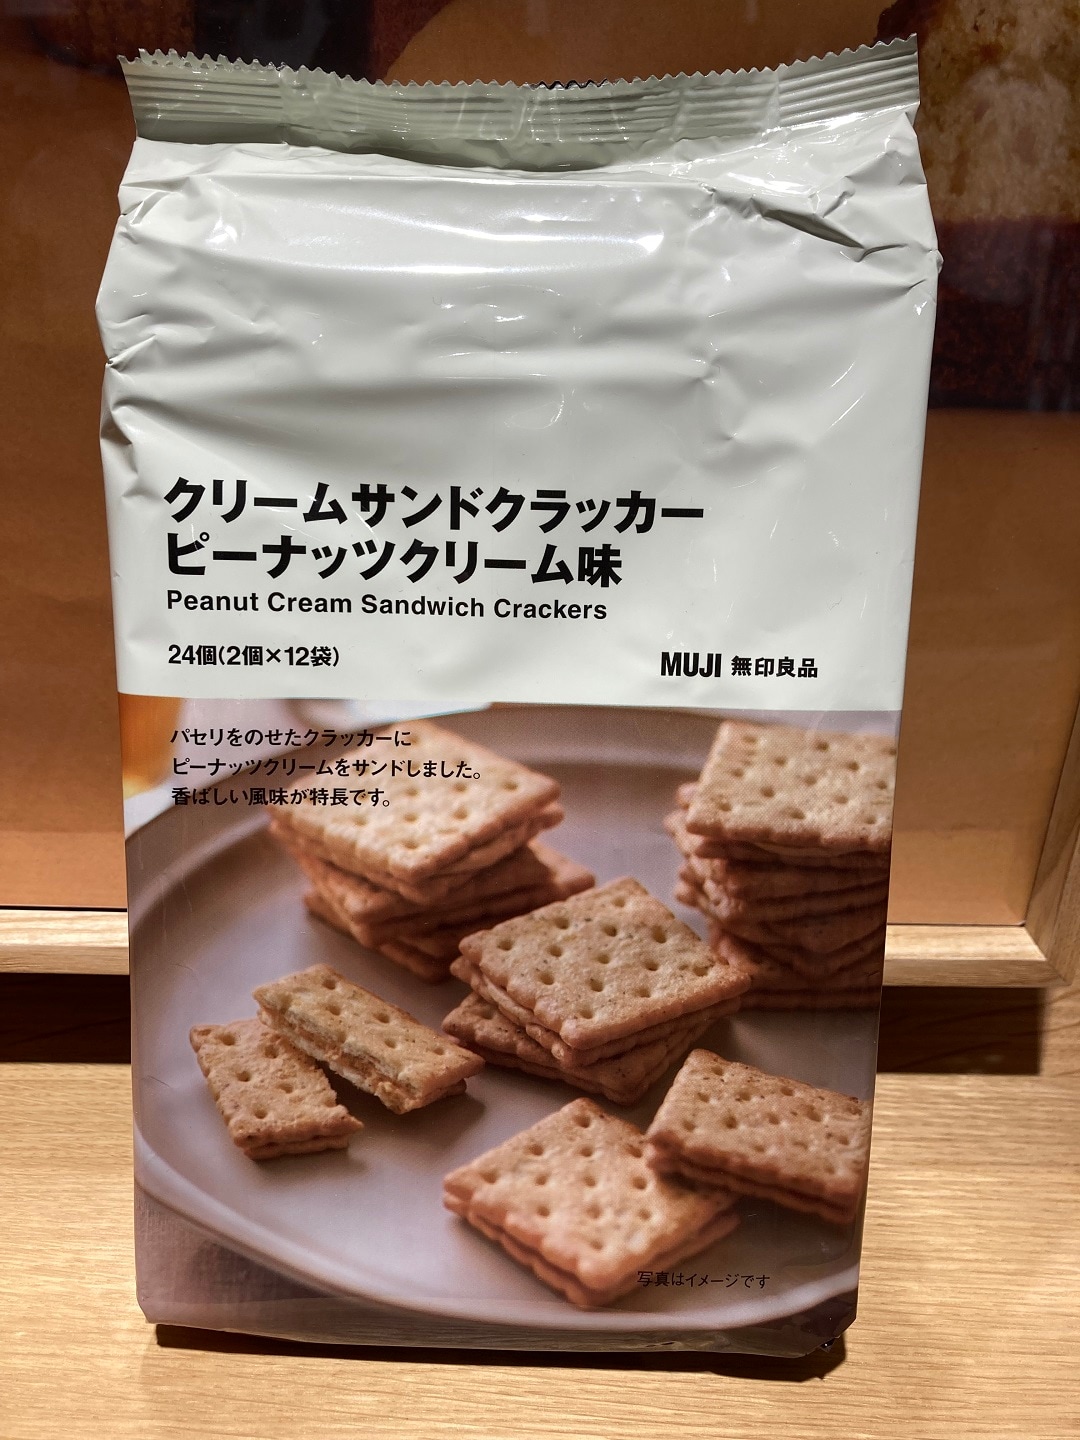 クリームサンドクラッカー
ピーナッツクリーム味
Peanut Cream Sandwich Crackers
24個(2個×12袋)
MUJI 無印良品
パセリをのせたクラッカーに
ピーナッツクリームをサンドしました。
香ばしい風味が特長です。
写真はイメージです